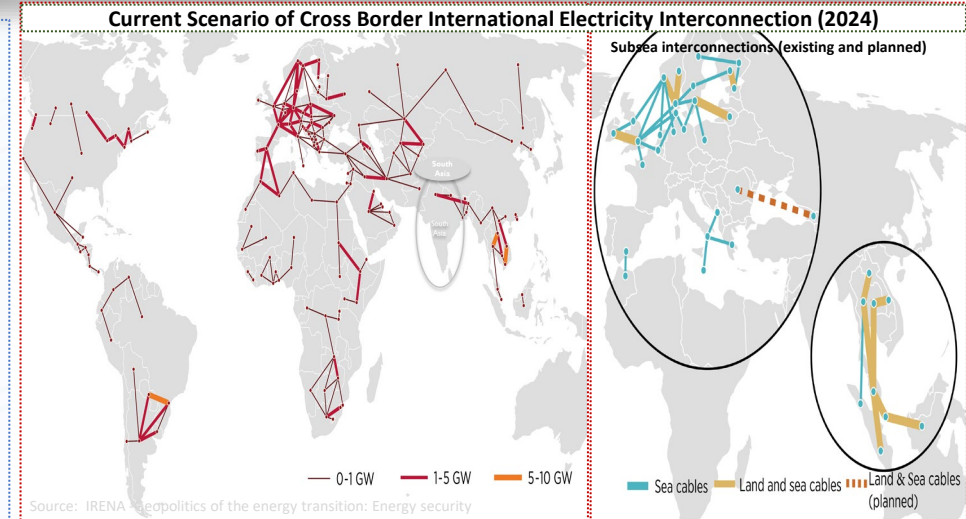 Current Scenario of Cross Border International Electricity Interconnection (2024)
Subsea interconnections (existing and planned)
South
Asia
South
Asia
0-1 GW
1-5 GW
5-10 GW
Sea cables
Land and sea cables
Land & Sea cables
(planned)
Source: IRENA -Geopolitics of the energy transition: Energy security